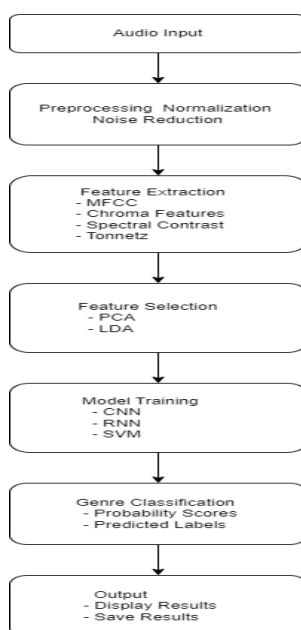 Audio Input
Preprocessing Normalization
Noise Reduction
Feature Extraction
- MFCC
- Chroma Features
- Spectral Contrast
- Tonnetz
Feature Selection
- PCA
- LDA
Model Training
- CNN
- RNN
- SVM
Genre Classification
- Probability Scores
- Predicted Labels
Output
- Display Results
- Save Results